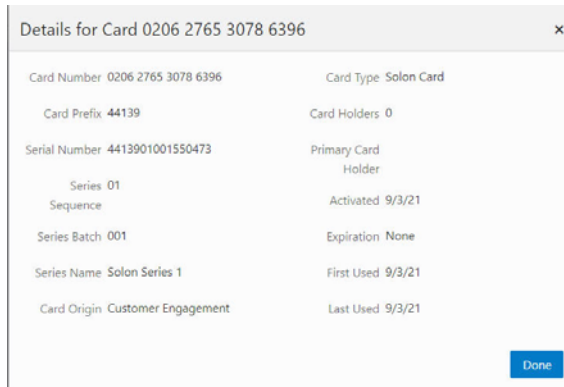 Details for Card 0206 2765 3078 6396 ×
Card Number 0206 2765 3078 6396
Card Prefix 44139
Serial Number 4413901001550473
Series Sequence 01
Series Batch 001
Series Name Solon Series 1
Card Origin Customer Engagement
Card Type Solon Card
Card Holders 0
Primary Card
Holder
Activated 9/3/21
Expiration None
First Used 9/3/21
Last Used 9/3/21
Done